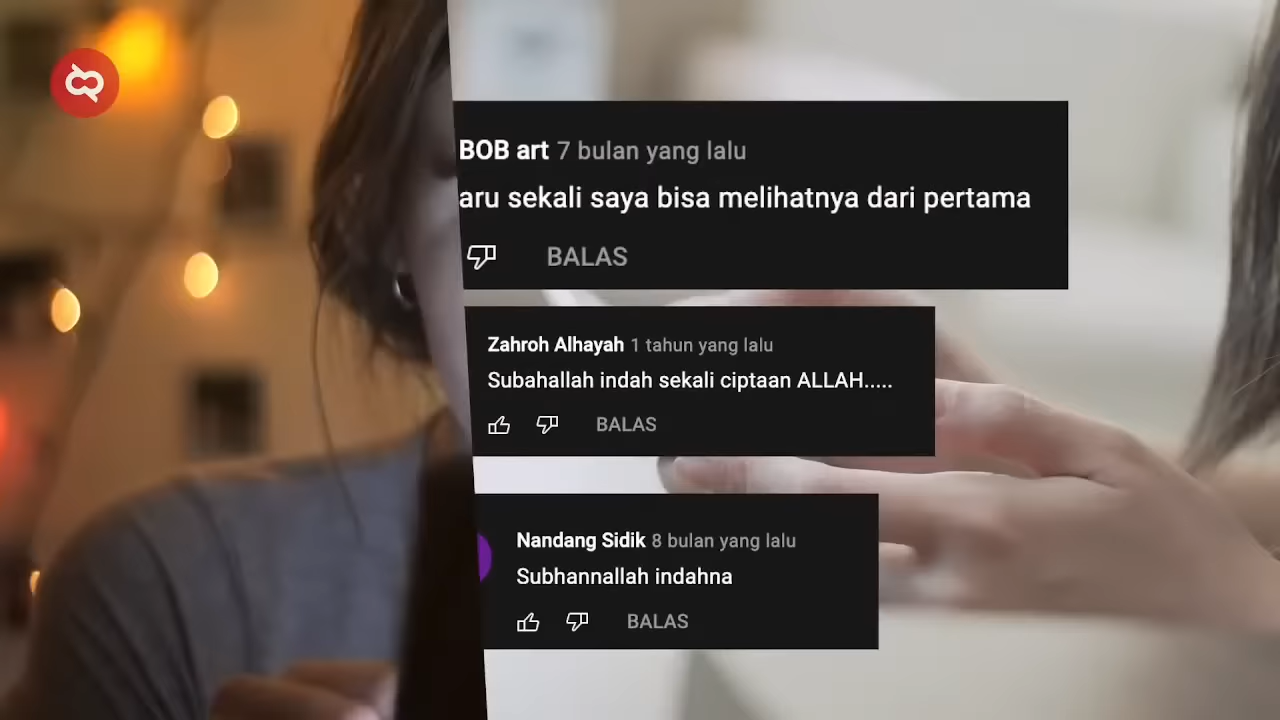 BOB art 7 bulan yang lalu
aru sekali saya bisa melihatnya dari pertama
BALAS
Zahroh Alhayah 1 tahun yang lalu
Subahallah indah sekali ciptaan ALLAH.....
BALAS
Nandang Sidik 8 bulan yang lalu
Subhannallah indahna
BALAS